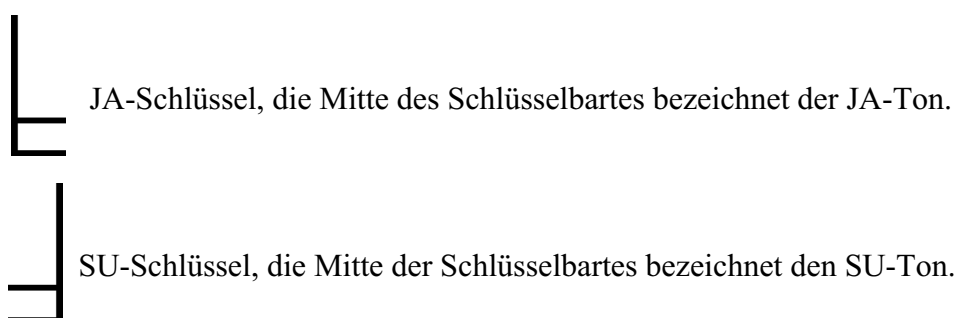 JA-Schlüssel, die Mitte des Schlüsselbartes bezeichnet der JA-Ton.
SU-Schlüssel, die Mitte der Schlüsselbartes bezeichnet den SU-Ton.